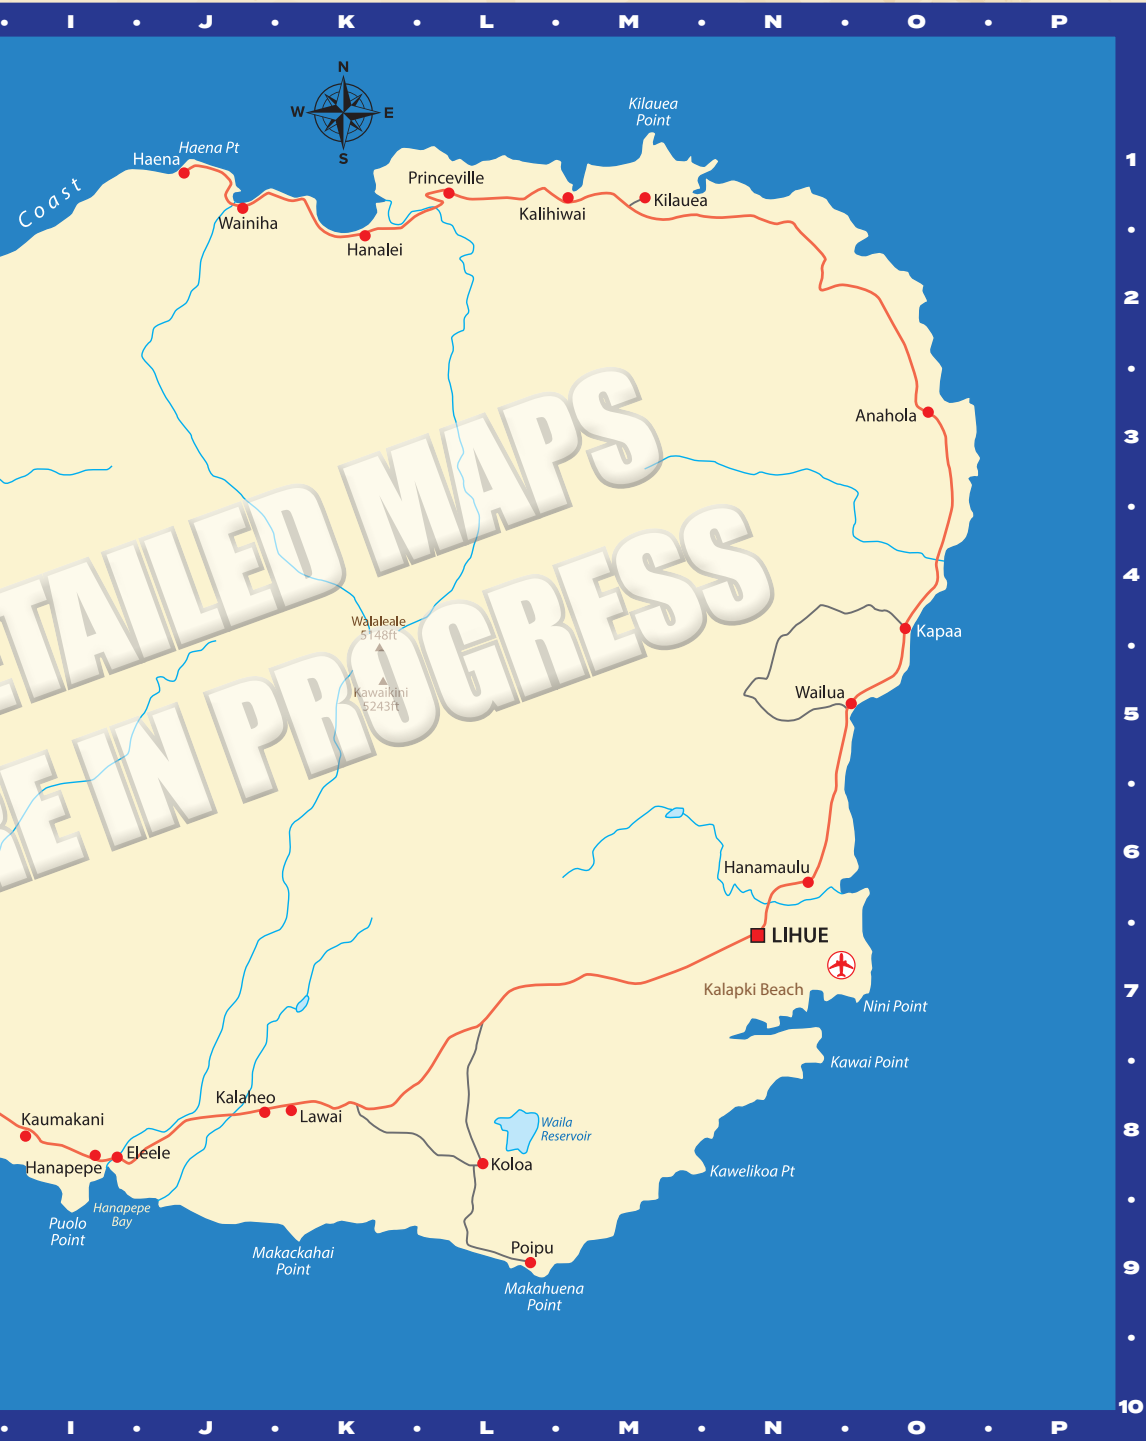 I J K L M N O P
N
W E
S
Kilauea
Point
Haena Pt
Haena
1
Coast
Princeville
Kilauea
Kalihiwai
Wainiha
Hanalei
2
Anahola
3
TAILED MAPS
4
Walaleale
5148ft
Kapaa
Kawaikini
5243ft
Wailua
5
RE IN PROGRESS
6
Hanamaulu
LIHUE
Kalapki Beach
7
Nini Point
Kawai Point
Kalaheo
Lawai
Kaumakani
Waila
Reservoir
8
Eleele
Hanapepe
Koloa
Kawelikoa Pt
Hanapepe
Bay
Puolo
Point
Makackahai
Point
Poipu
9
Makahuena
Point
10
I J K L M N O P